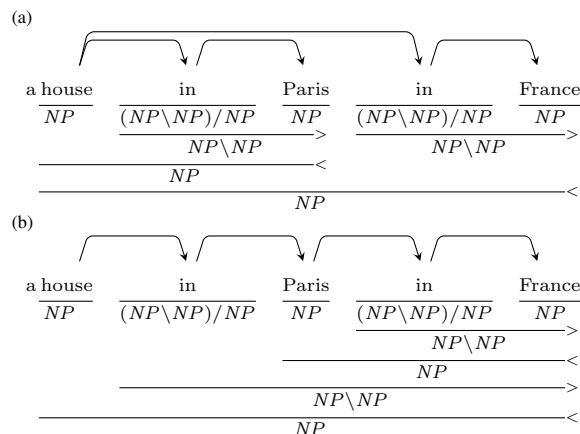 (a)
a house in Paris in France
NP (NP\NP)/NP NP (NP\NP)/NP NP
> >
NP\NP NP\NP
<
NP
<
NP
(b)
a house in Paris in France
NP (NP\NP)/NP NP (NP\NP)/NP NP
>
NP\NP
<
NP
>
NP\NP
<
NP